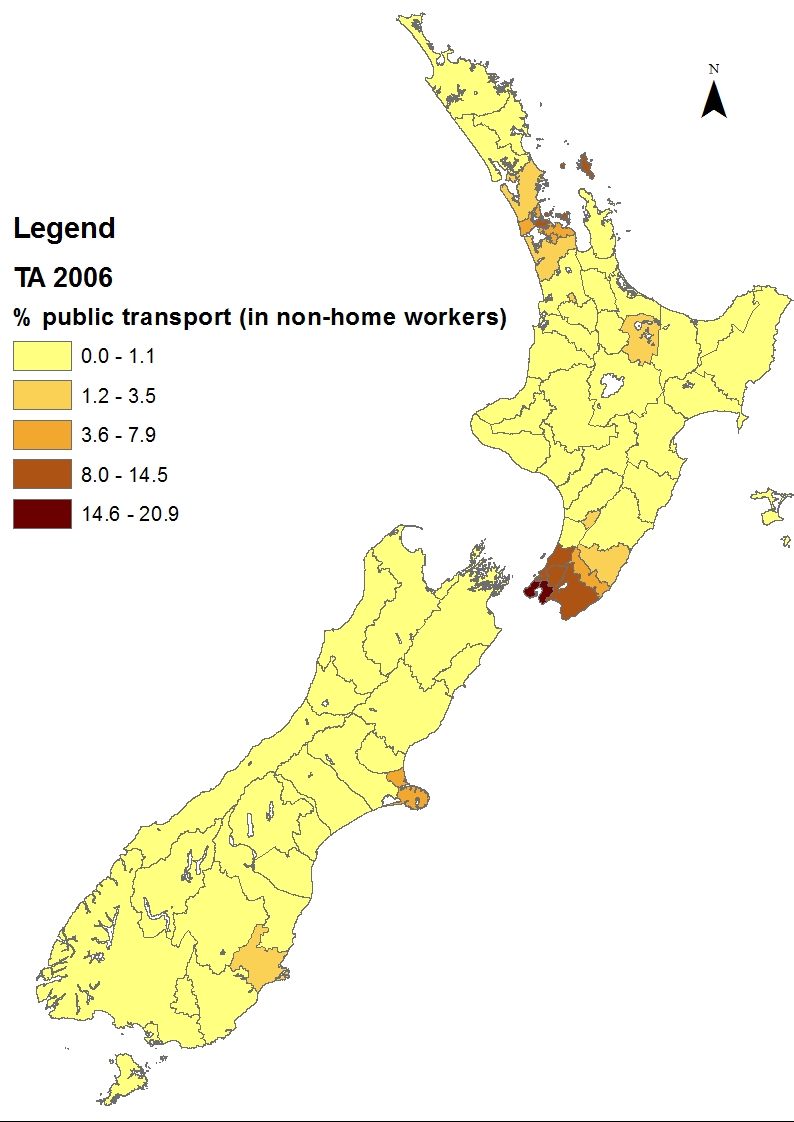 N
Legend
TA 2006
% public transport (in non-home workers)
0.0 - 1.1
1.2 - 3.5
3.6 - 7.9
8.0 - 14.5
14.6 - 20.9